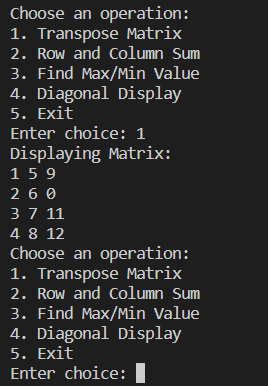 Choose an operation:
1. Transpose Matrix
2. Row and Column Sum
3. Find Max/Min Value
4. Diagonal Display
5. Exit
Enter choice: 1
Displaying Matrix:
1 5 9
2 6 0
3 7 11
4 8 12
Choose an operation:
1. Transpose Matrix
2. Row and Column Sum
3. Find Max/Min Value
4. Diagonal Display
5. Exit
Enter choice: